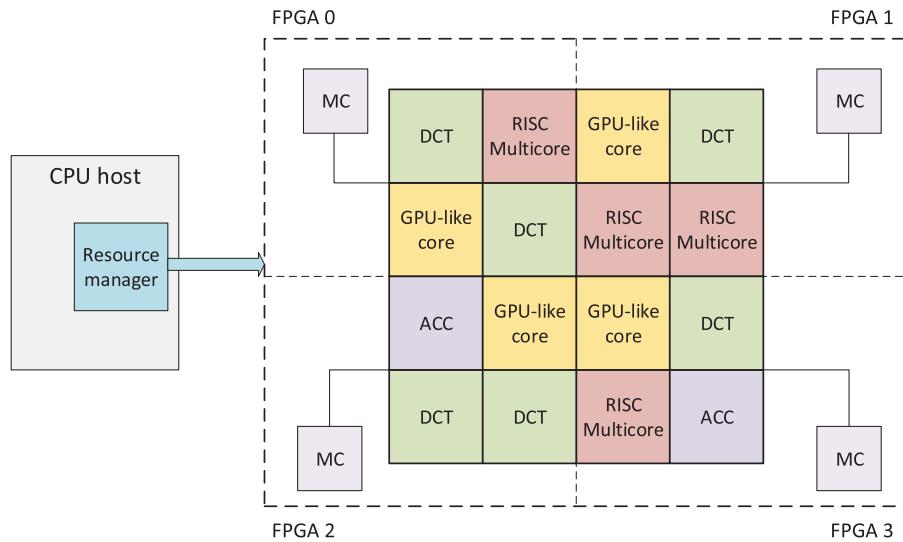 FPGA 0
FPGA 1
MC
MC
DCT
RISC
Multicore
GPU-like
core
DCT
CPU host
Resource
manager
GPU-like
core
DCT
RISC
Multicore
RISC
Multicore
ACC
GPU-like
core
GPU-like
core
DCT
DCT
DCT
RISC
Multicore
ACC
MC
MC
FPGA 2
FPGA 3